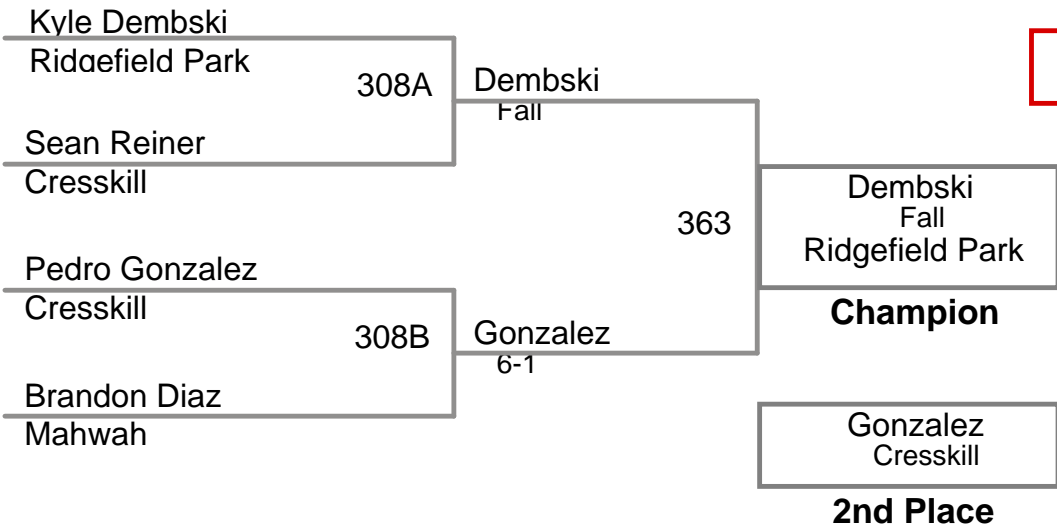 Kyle Dembski
Ridgefield Park
308A
Dembski
Fall
Sean Reiner
Cresskill
Dembski
Fall
Ridgefield Park
Champion
363
Pedro Gonzalez
Cresskill
308B
Gonzalez
6-1
Brandon Diaz
Mahwah
Gonzalez
Cresskill
2nd Place